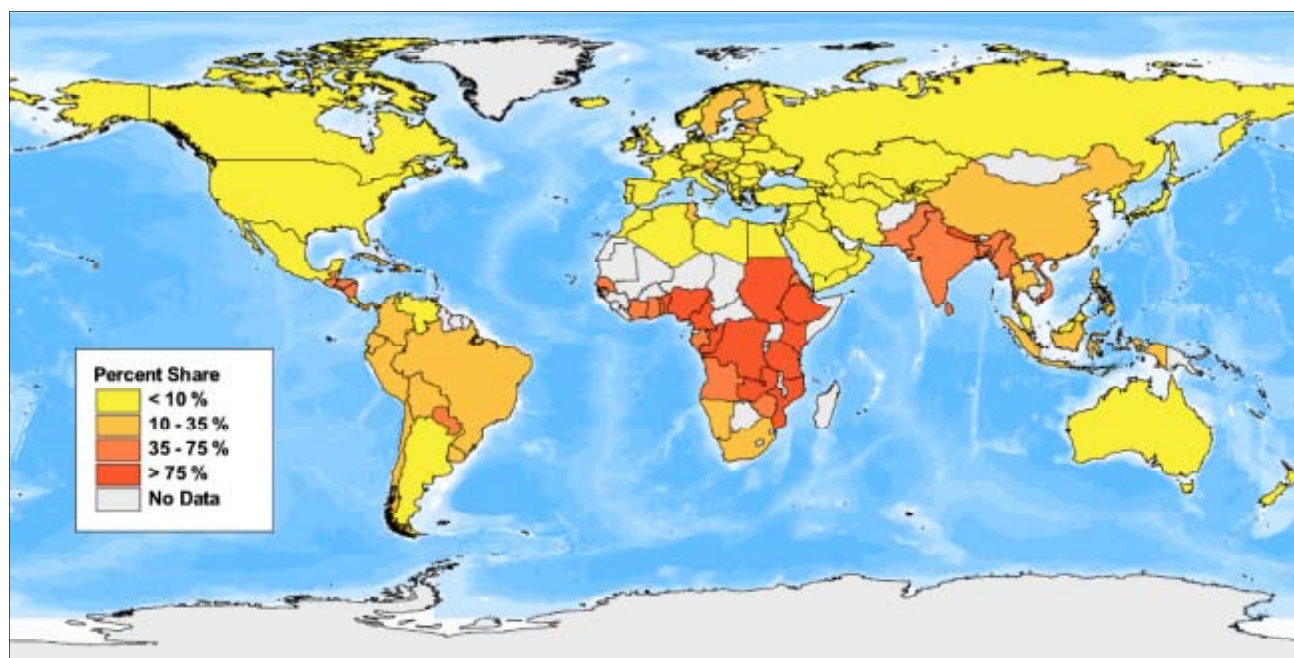 Percent Share
< 10 %
10 - 35 %
35 - 75 %
> 75 %
No Data